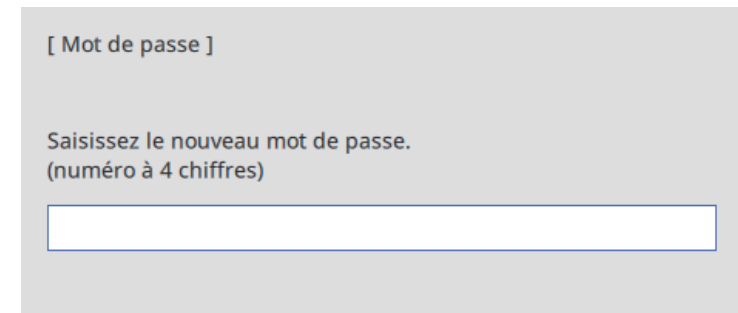 [ Mot de passe ]
Saisissez le nouveau mot de passe.
(numéro à 4 chiffres)